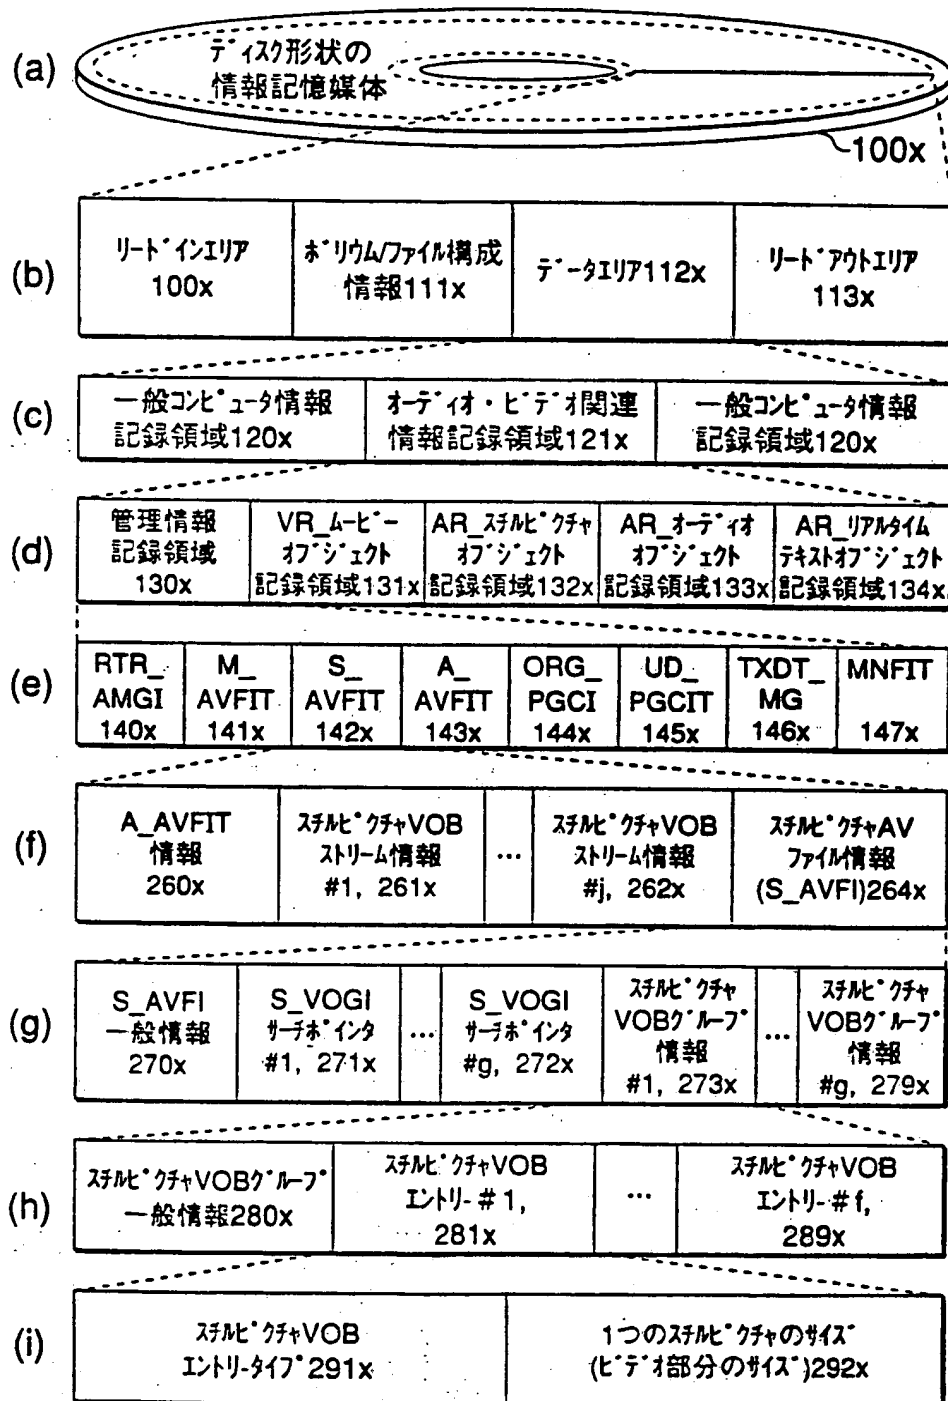 (a)
ディスク形状の
情報記憶媒体
100x
(b)
リードインエリア
100x
ボリウム/ファイル構成
情報111x
データエリア112x
リードアウトエリア
113x
(c)
一般コンピュータ情報
記録領域120x
オーディオ・ビデオ関連
情報記録領域121x
一般コンピュータ情報
記録領域120x
(d)
管理情報
記録領域
130x
VR_ムービー
オブジェクト
記録領域131x
AR_スチルピクチャ
オブジェクト
記録領域132x
AR_オーディオ
オブジェクト
記録領域133x
AR_リアルタイム
テキストオブジェクト
記録領域134x
(e)
RTR_
AMGI
140x
M_
AVFIT
141x
S_
AVFIT
142x
A_
AVFIT
143x
ORG_
PGCI
144x
UD_
PGCIT
145x
TXDT_
MG
146x
MNFIT
147x
(f)
A_AVFIT
情報
260x
スチルピクチャVOB
ストリーム情報
#1, 261x
...
スチルピクチャVOB
ストリーム情報
#j, 262x
スチルピクチャAV
ファイル情報
(S_AVFI)264x
(g)
S_AVFI
一般情報
270x
S_VOGI
サーチポインタ
#1, 271x
...
S_VOGI
サーチポインタ
#g, 272x
スチルピクチャ
VOBグループ
情報
#1, 273x
...
スチルピクチャ
VOBグループ
情報
#g, 279x
(h)
スチルピクチャVOBグループ
一般情報280x
スチルピクチャVOB
エントリー#1,
281x
...
スチルピクチャVOB
エントリー#f,
289x
(i)
スチルピクチャVOB
エントリータイプ291x
1つのスチルピクチャのサイズ
(ビデオ部分のサイズ)292x